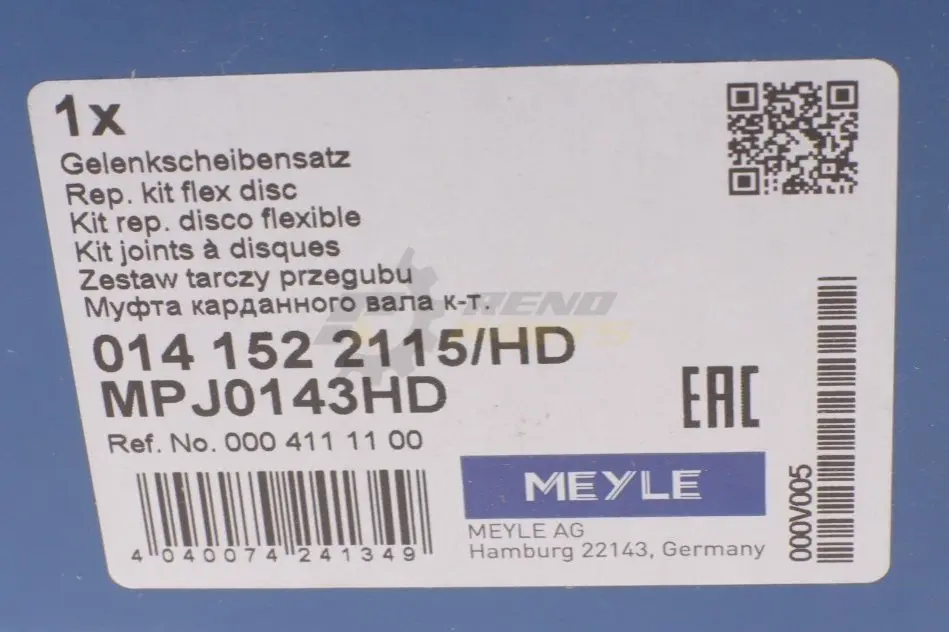 1x
Gelenkscheibensatz
Rep. kit flex disc
Kit rep. disco flexible
Kit joints à disques
Zestaw tarczy przegubu
Муфта карданного вала к-т.
TREND
PARTS
014 152 2115/HD
MPJ0143HD
Ref. No. 000 411 11 00
EAC
MEYLE
MEYLE AG
Hamburg 22143, Germany
4 040074 241349
000V005